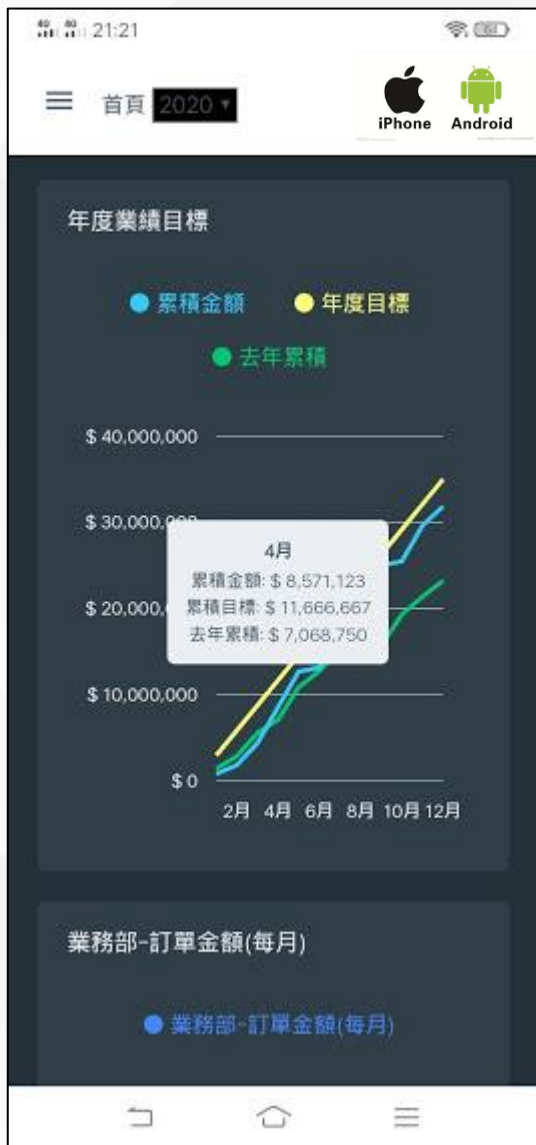 21:21
首頁 2020
iPhone Android
年度業績目標
累積金額 年度目標
去年累積
$ 40,000,000
$ 30,000,000
4月
累積金額: $ 8,571,123
累積目標: $ 11,666,667
去年累積: $ 7,068,750
$ 20,000,
$ 10,000,000
$ 0
2月 4月 6月 8月 10月 12月
業務部-訂單金額(每月)
業務部-訂單金額(每月)